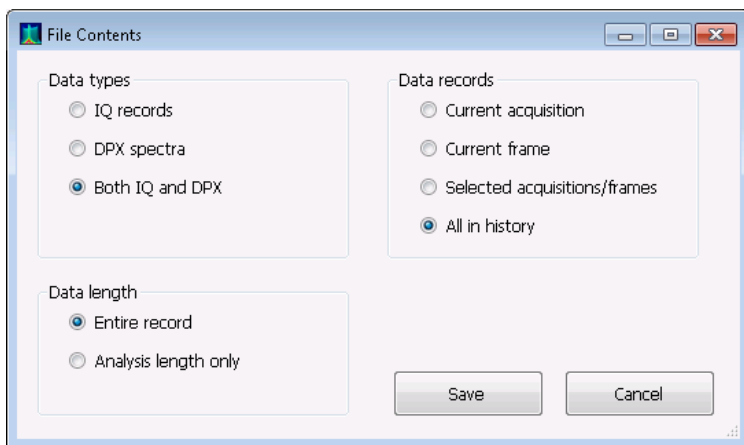 File Contents
Data types
IQ records
DPX spectra
Both IQ and DPX
Data records
Current acquisition
Current frame
Selected acquisitions/frames
All in history
Data length
Entire record
Analysis length only
Save
Cancel